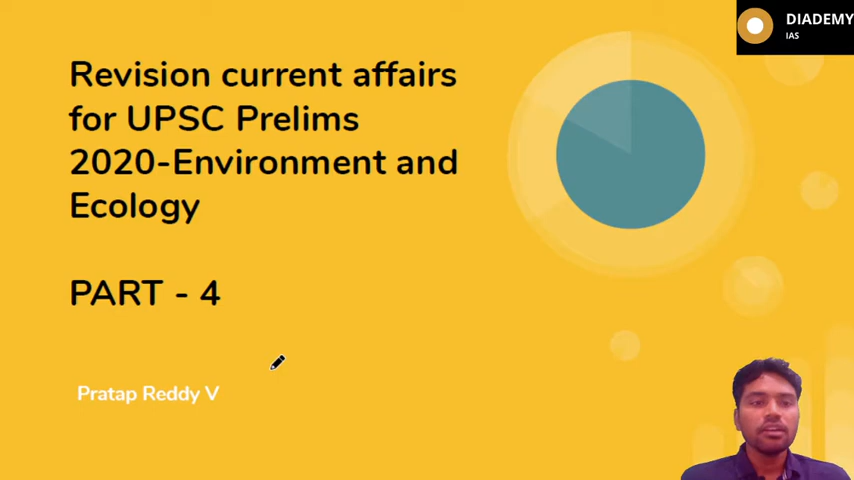 DIADEMY
IAS
Revision current affairs
for UPSC Prelims
2020-Environment and
Ecology
PART - 4
Pratap Reddy V